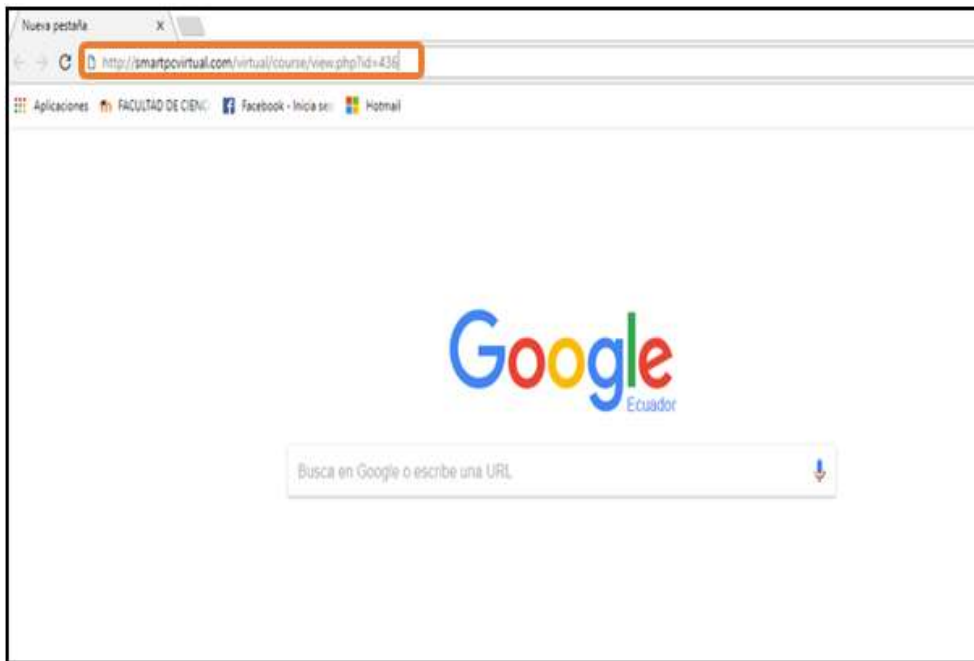 Nueva pestaña
http://smartpcvirtual.com/virtual/course/view.php?id=436
Aplicaciones FACULTAD DE CIENC Facebook - Inicia se Hotmail
Google
Ecuador
Busca en Google o escribe una URL